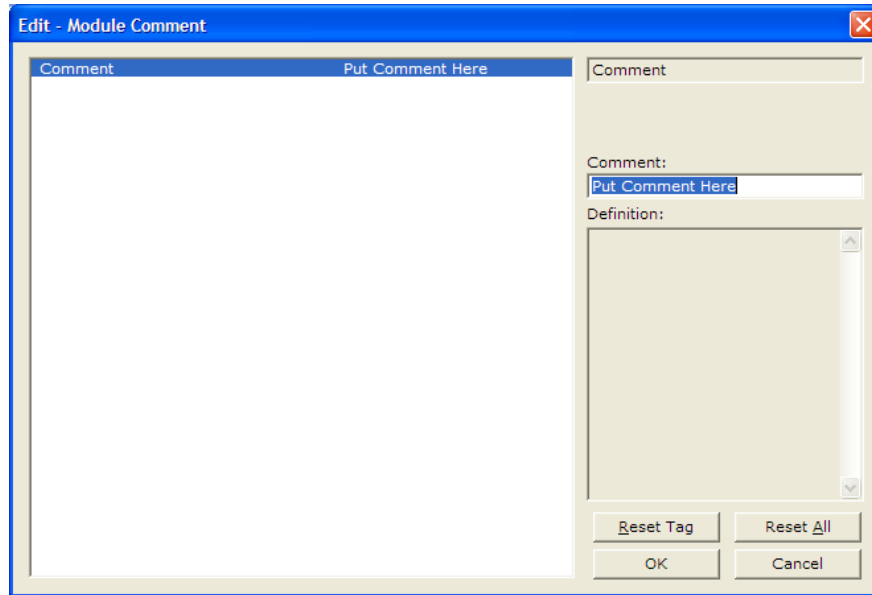 Edit - Module Comment
Comment Put Comment Here
Comment
Comment:
Put Comment Here
Definition:
Reset Tag Reset All
OK Cancel